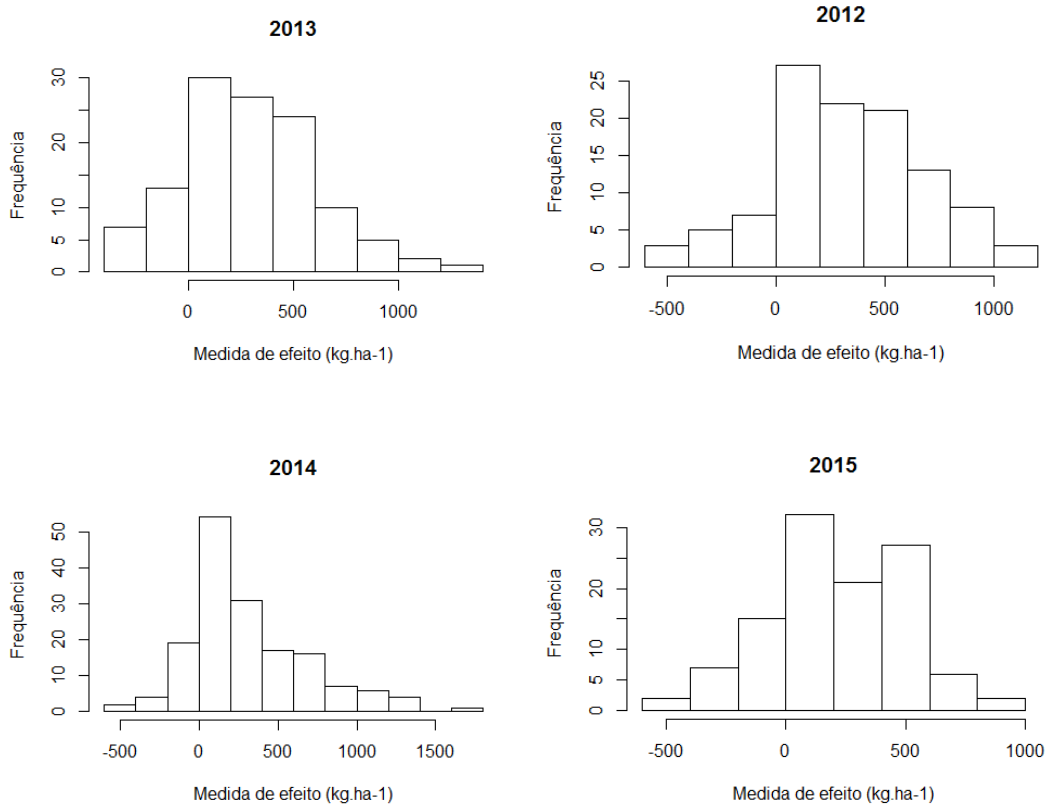 2013
Frequência
0 5 10 20 30
0 500 1000
Medida de efeito (kg.ha-1)
2012
Frequência
0 5 10 15 20 25
-500 0 500 1000
Medida de efeito (kg.ha-1)
2014
Frequência
0 10 20 30 40 50
-500 0 500 1000 1500
Medida de efeito (kg.ha-1)
2015
Frequência
0 5 10 20 30
-500 0 500 1000
Medida de efeito (kg.ha-1)